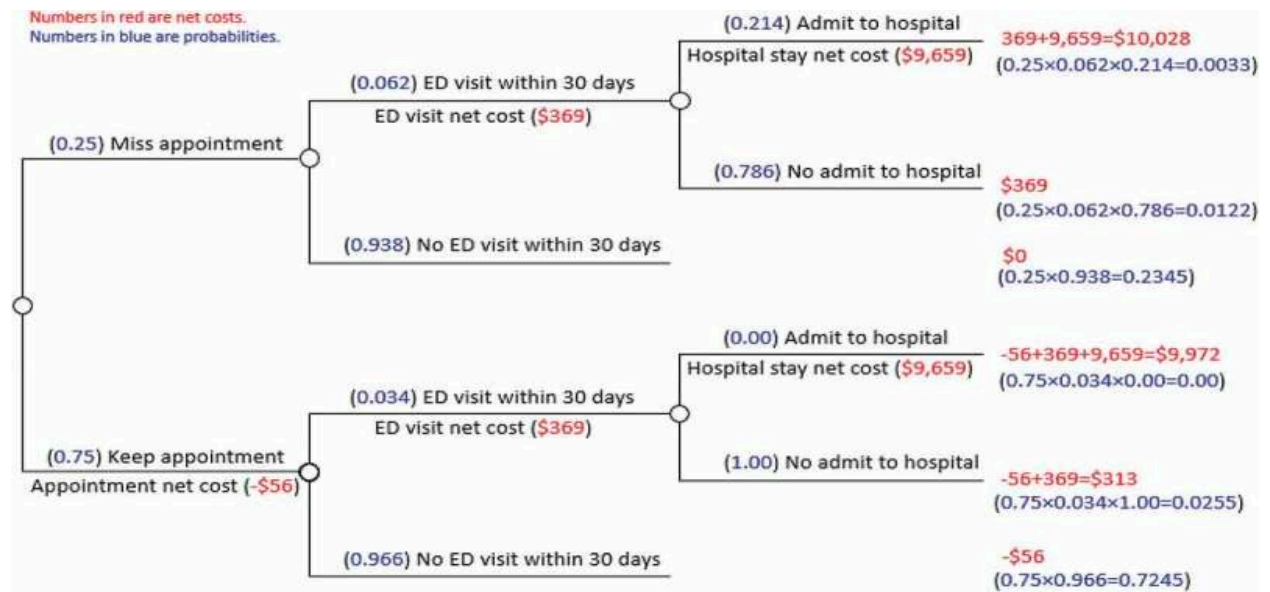 Numbers in red are net costs.
Numbers in blue are probabilities.
(0.214) Admit to hospital
Hospital stay net cost ($9,659)
369+9,659=$10,028
(0.25×0.062×0.214=0.0033)
(0.062) ED visit within 30 days
ED visit net cost ($369)
(0.25) Miss appointment
(0.786) No admit to hospital
$369
(0.25×0.062×0.786=0.0122)
(0.938) No ED visit within 30 days
$0
(0.25×0.938=0.2345)
(0.00) Admit to hospital
Hospital stay net cost ($9,659)
-56+369+9,659=$9,972
(0.75×0.034×0.00=0.00)
(0.034) ED visit within 30 days
ED visit net cost ($369)
(0.75) Keep appointment
Appointment net cost (-$56)
(1.00) No admit to hospital
-56+369=$313
(0.75×0.034×1.00=0.0255)
(0.966) No ED visit within 30 days
-$56
(0.75×0.966=0.7245)